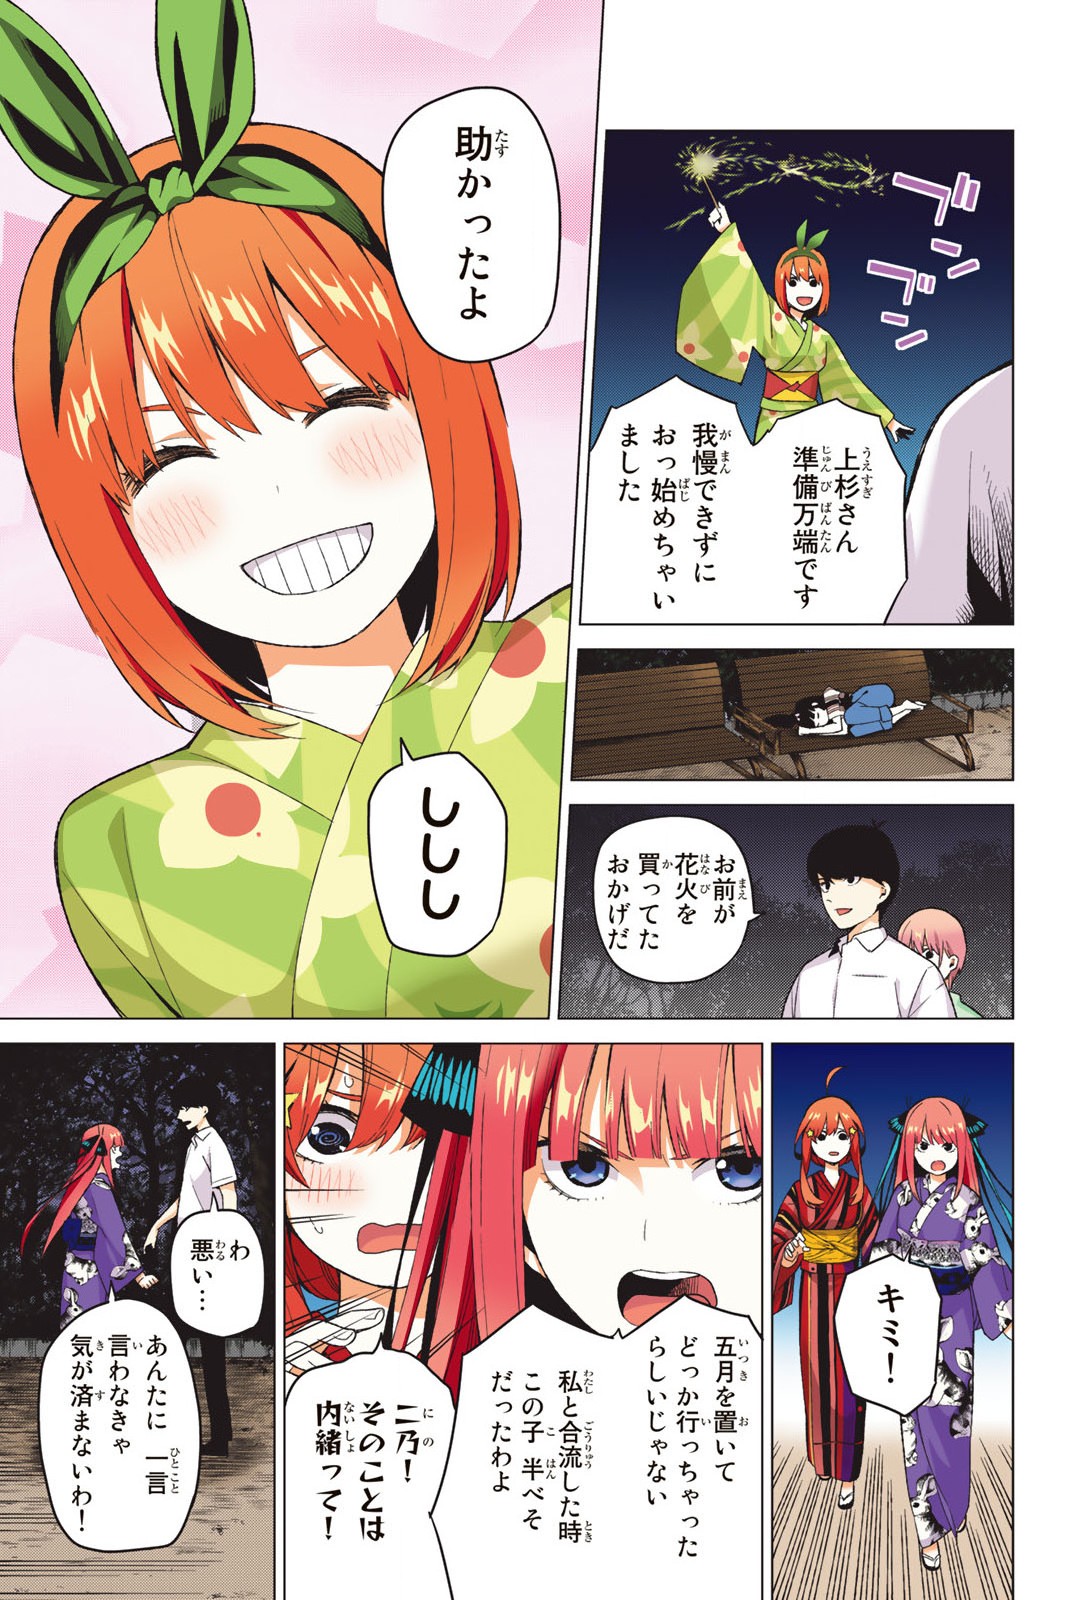 ブンブン
上杉さん
準備万端です
我慢できずに
おっ始めちゃい
ました
お前が
花火を
買ってた
おかげだ
助かったよ
ししし
キミ!
五月を置いて
どっか行っちゃった
らしいじゃない
私と合流した時
この子半べそ
だったわよ
二乃!
そのことは
内緒って!
わ
悪い…
あんたに一言
言わなきゃ
気が済まないわ!